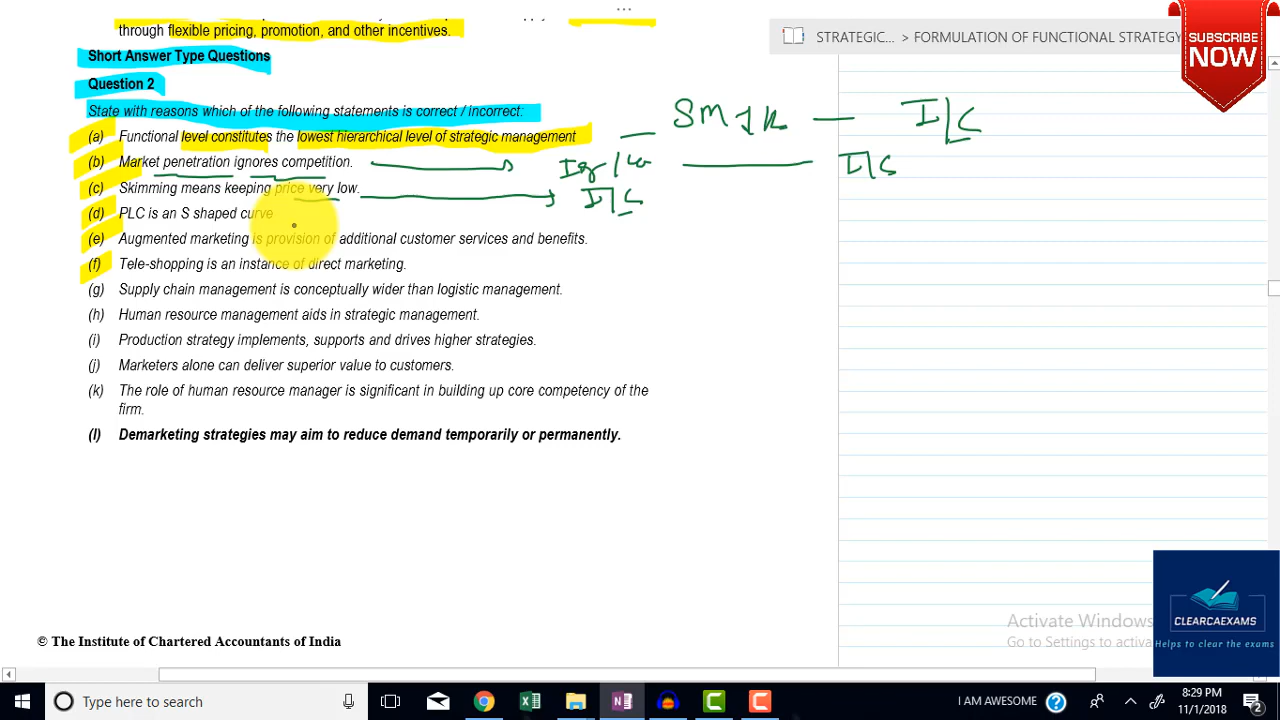 through flexible pricing, promotion, and other incentives.
STRATEGIC... > FORMULATION OF FUNCTIONAL STRATEGY
SUBSCRIBE
NOW
Short Answer Type Questions
Question 2
State with reasons which of the following statements is correct / incorrect:
(a) Functional level constitutes the lowest hierarchical level of strategic management
(b) Market penetration ignores competition.
I|C
(c) Skimming means keeping price very low.
I|C
(d) PLC is an S shaped curve
(e) Augmented marketing is provision of additional customer services and benefits.
(f) Tele-shopping is an instance of direct marketing.
(g) Supply chain management is conceptually wider than logistic management.
(h) Human resource management aids in strategic management.
(i) Production strategy implements, supports and drives higher strategies.
(j) Marketers alone can deliver superior value to customers.
(k) The role of human resource manager is significant in building up core competency of the
firm.
(l) Demarketing strategies may aim to reduce demand temporarily or permanently.
Activate Windows
Go to Settings to activa
CLEARCAEXAMS
Helps to clear the exams
© The Institute of Chartered Accountants of India
Type here to search
I AM AWESOME
8:29 PM
11/1/2018
2